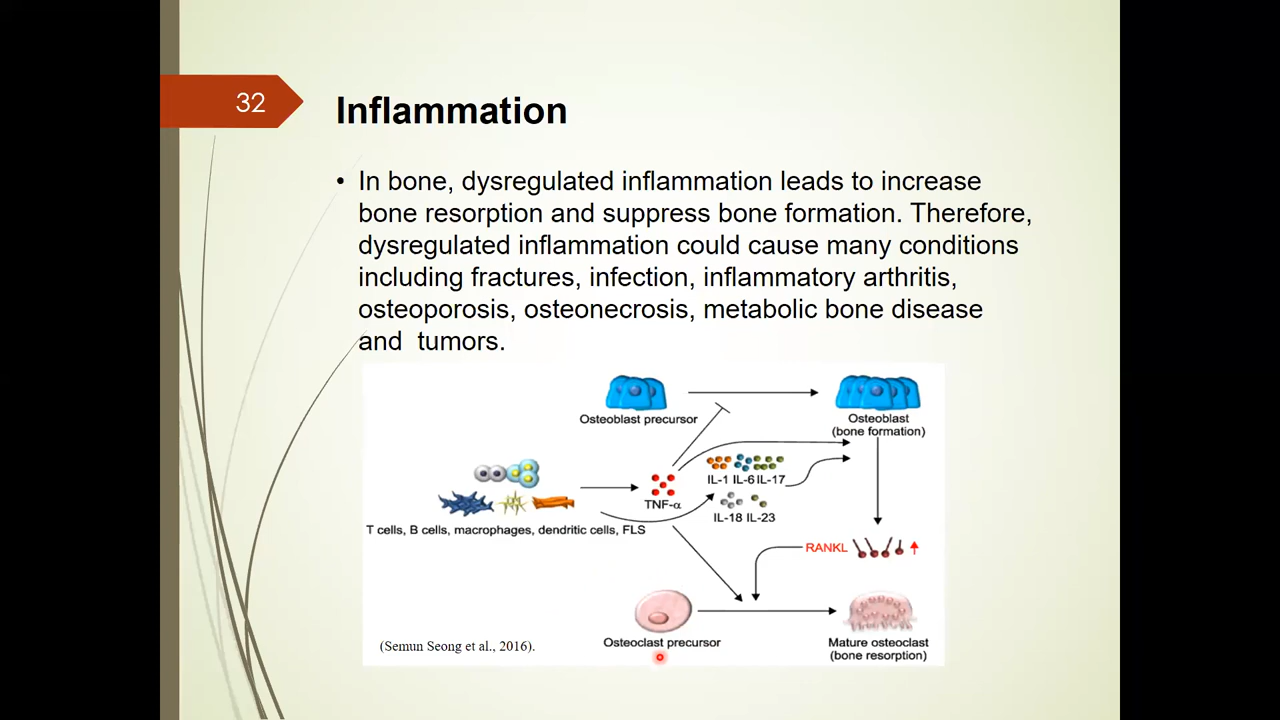 32
Inflammation
• In bone, dysregulated inflammation leads to increase
bone resorption and suppress bone formation. Therefore,
dysregulated inflammation could cause many conditions
including fractures, infection, inflammatory arthritis,
osteoporosis, osteonecrosis, metabolic bone disease
and tumors.
Osteoblast precursor
Osteoblast
(bone formation)
IL-1 IL-6 IL-17
TNF-α
IL-18 IL-23
T cells, B cells, macrophages, dendritic cells, FLS
RANKL
Osteoclast precursor
Mature osteoclast
(bone resorption)
(Semun Seong et al., 2016).